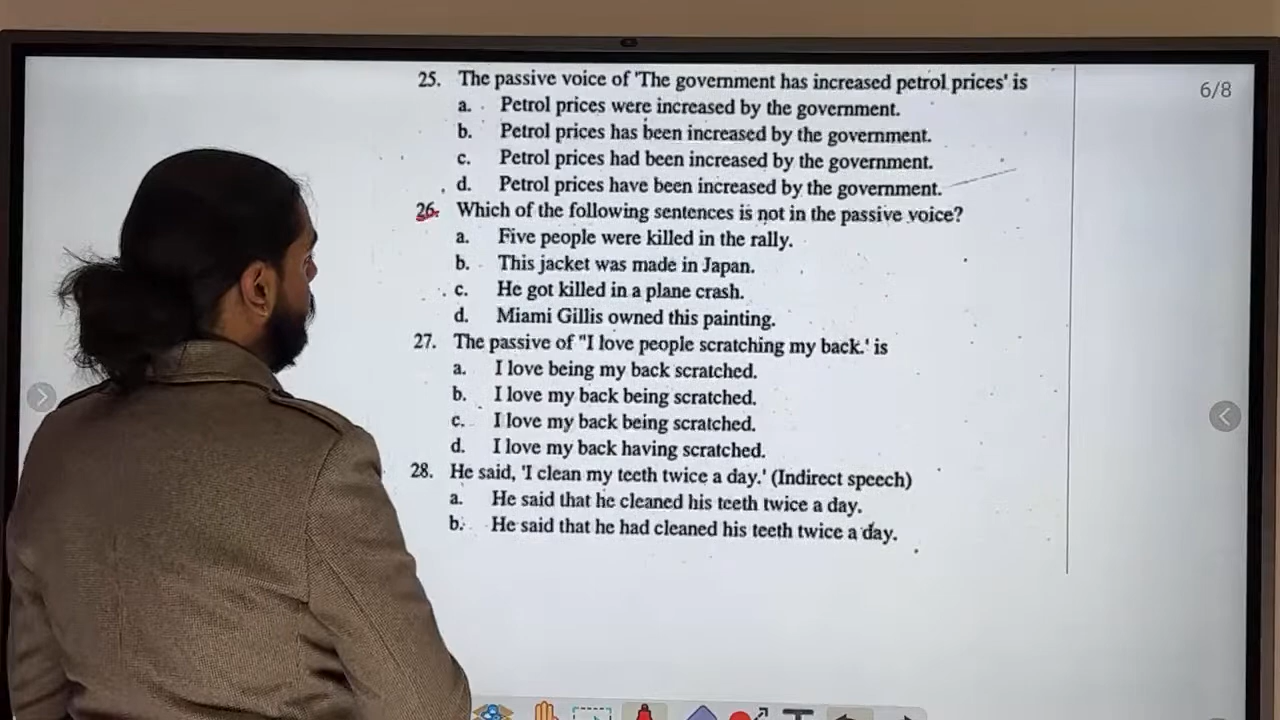 25. The passive voice of 'The government has increased petrol prices' is
a. Petrol prices were increased by the government.
b. Petrol prices has been increased by the government.
c. Petrol prices had been increased by the government.
d. Petrol prices have been increased by the government.
26. Which of the following sentences is not in the passive voice?
a. Five people were killed in the rally.
b. This jacket was made in Japan.
c. He got killed in a plane crash.
d. Miami Gillis owned this painting.
27. The passive of "I love people scratching my back.' is
a. I love being my back scratched.
b. I love my back being scratched.
c. I love my back being scratched.
d. I love my back having scratched.
28. He said, 'I clean my teeth twice a day.' (Indirect speech)
a. He said that he cleaned his teeth twice a day.
b. He said that he had cleaned his teeth twice a day.
6/8